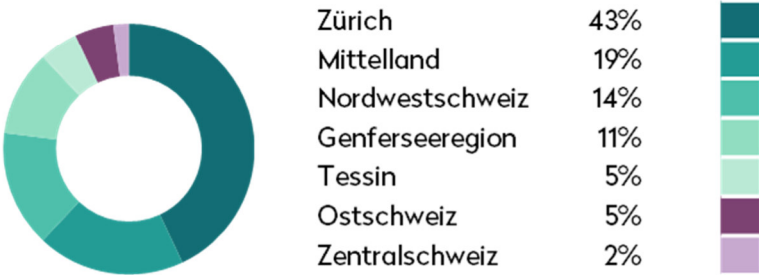 Zürich 43%
Mittelland 19%
Nordwestschweiz 14%
Genferseeregion 11%
Tessin 5%
Ostschweiz 5%
Zentralschweiz 2%